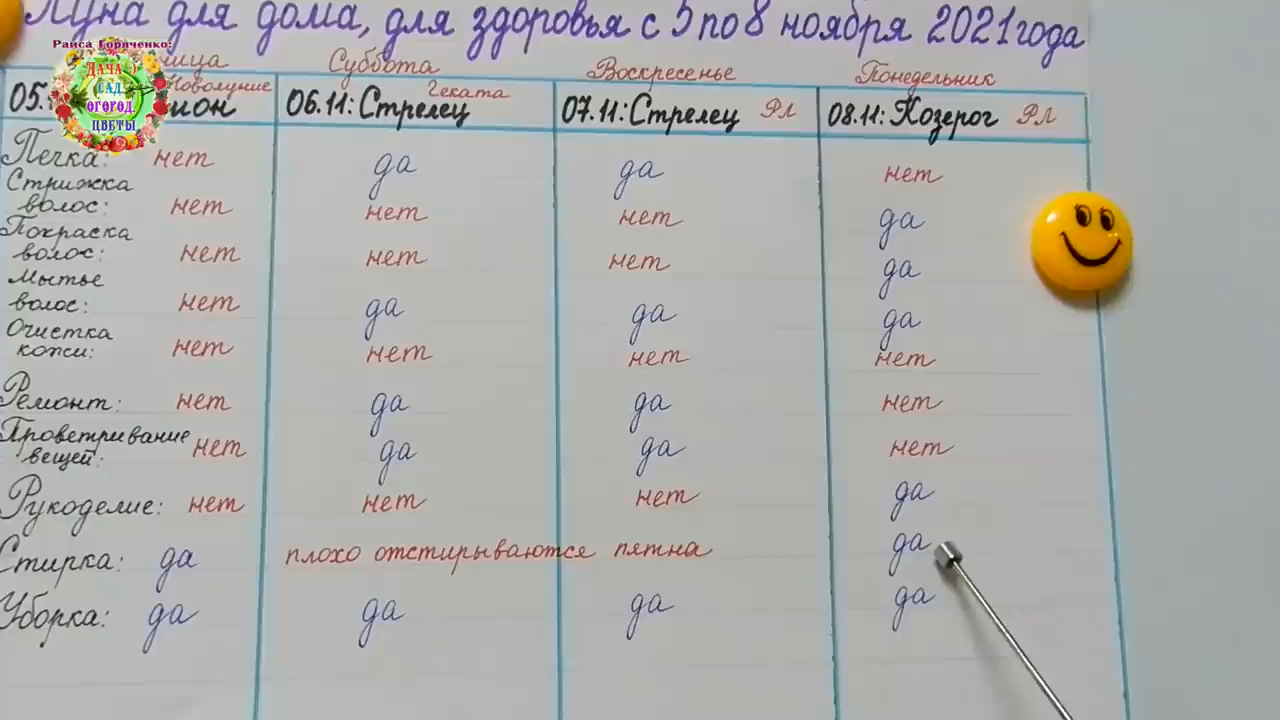 Луна для дома, для здоровья с 5 по 8 ноября 2021 года
Раиса Горяченко:
ДАЧА
САД
ОГОРОД
ЦВЕТЫ
Суббота Воскресенье Понедельник
05. Новолуние
06.11: Стрелец Геката 07.11: Стрелец РЛ 08.11: Козерог РЛ
Печка: нет да да нет
Стрижка
волос: нет нет нет да
Покраска
волос: нет нет нет да
Мытье
волос: нет да да да
Очистка
кожи: нет нет нет нет
Ремонт: нет да да нет
Проветривание
вещей: нет да да нет
Рукоделие: нет нет нет да
Стирка: да плохо отстирываются пятна да
Уборка: да да да да